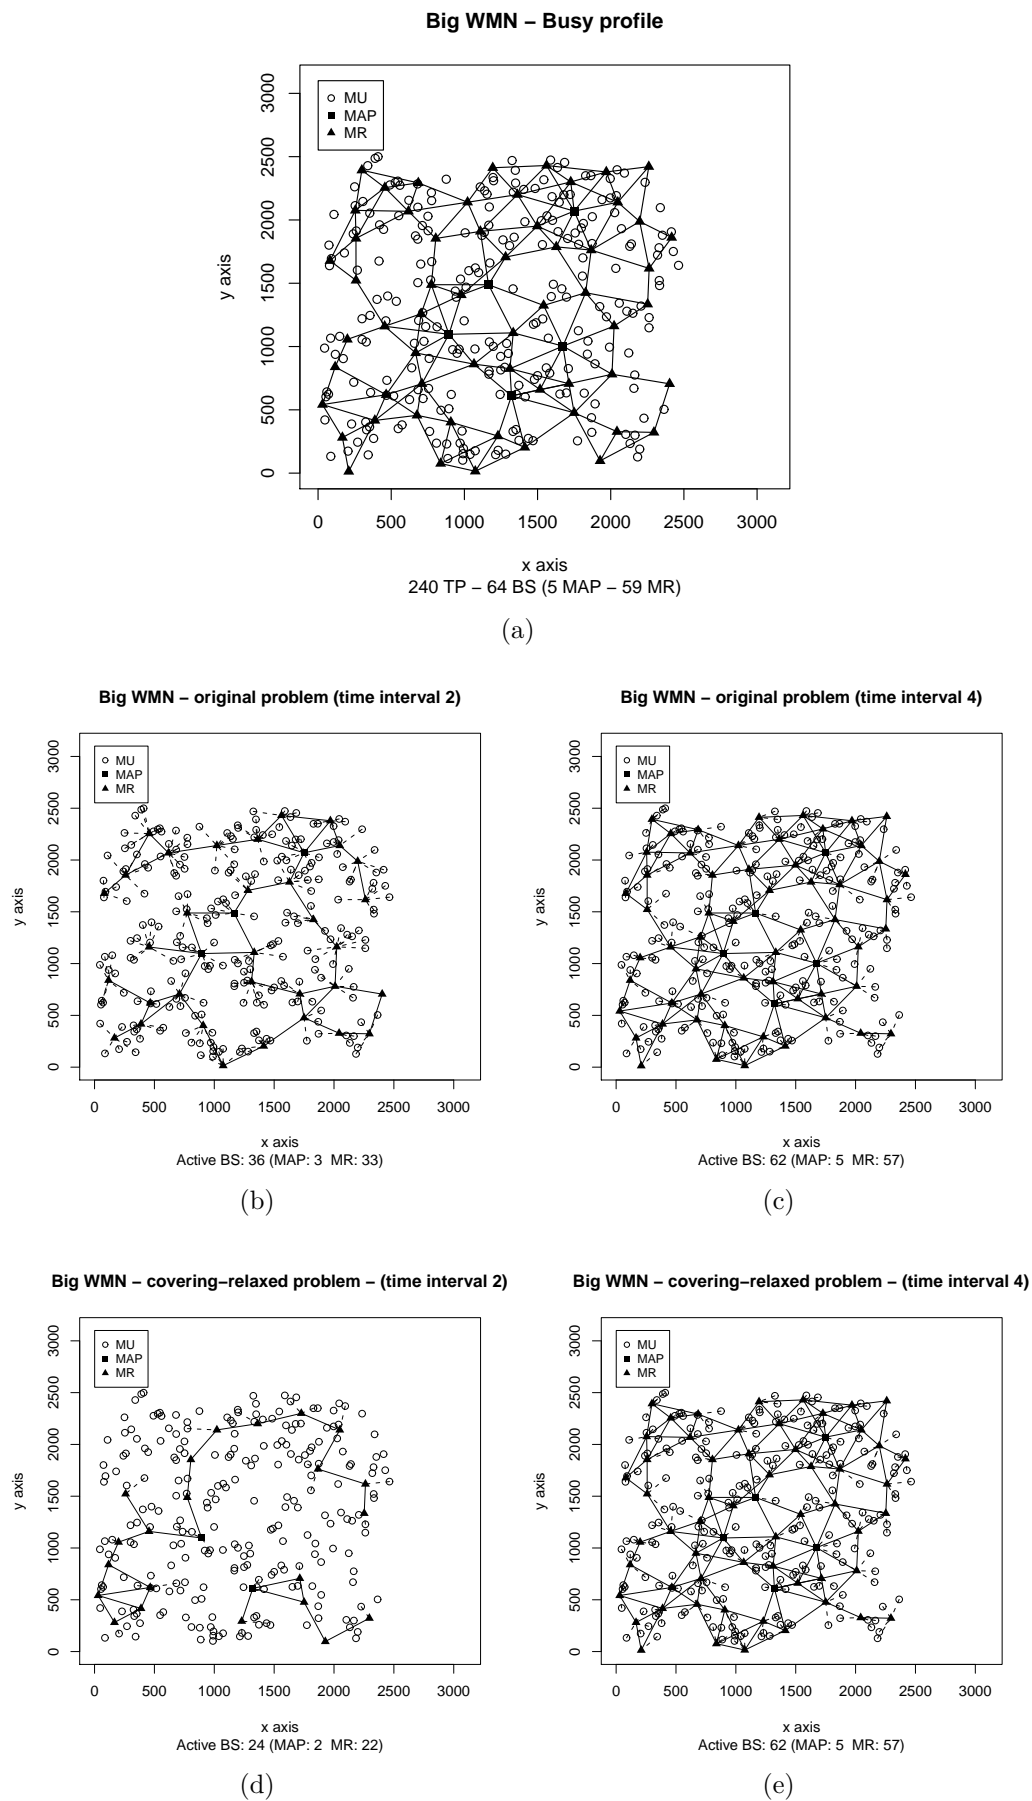 Big WMN – Busy profile
MU
MAP
MR
y axis
0 500 1000 1500 2000 2500 3000
0 500 1000 1500 2000 2500 3000
x axis
240 TP – 64 BS (5 MAP – 59 MR)
(a)
Big WMN – original problem (time interval 2)
MU
MAP
MR
y axis
0 500 1000 1500 2000 2500 3000
0 500 1000 1500 2000 2500 3000
x axis
Active BS: 36 (MAP: 3 MR: 33)
(b)
Big WMN – original problem (time interval 4)
MU
MAP
MR
y axis
0 500 1000 1500 2000 2500 3000
0 500 1000 1500 2000 2500 3000
x axis
Active BS: 62 (MAP: 5 MR: 57)
(c)
Big WMN – covering–relaxed problem – (time interval 2)
MU
MAP
MR
y axis
0 500 1000 1500 2000 2500 3000
0 500 1000 1500 2000 2500 3000
x axis
Active BS: 24 (MAP: 2 MR: 22)
(d)
Big WMN – covering–relaxed problem – (time interval 4)
MU
MAP
MR
y axis
0 500 1000 1500 2000 2500 3000
0 500 1000 1500 2000 2500 3000
x axis
Active BS: 62 (MAP: 5 MR: 57)
(e)